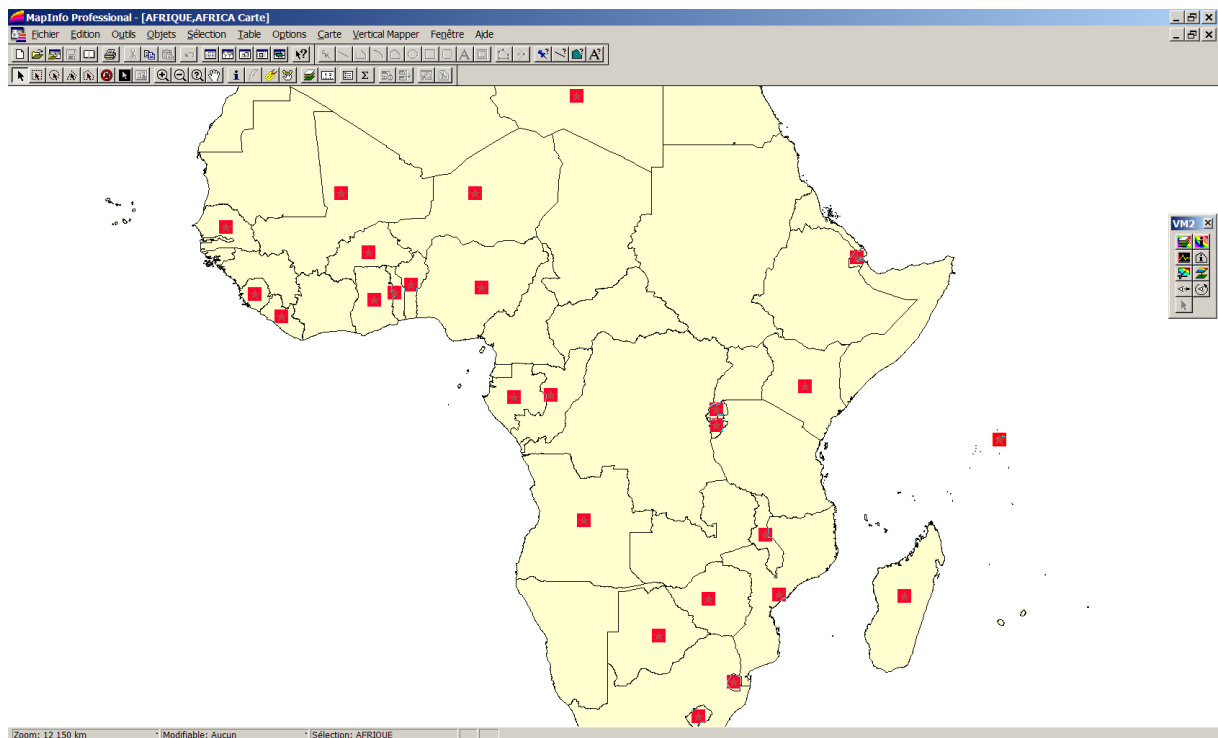 MapInfo Professional - [AFRIQUE,AFRICA Carte]
Fichier Edition Outils Objets Sélection Table Options Carte Vertical Mapper Fenêtre Aide
VM2
Zoom: 12 150 km Modifiable: Aucun Sélection: AFRIQUE